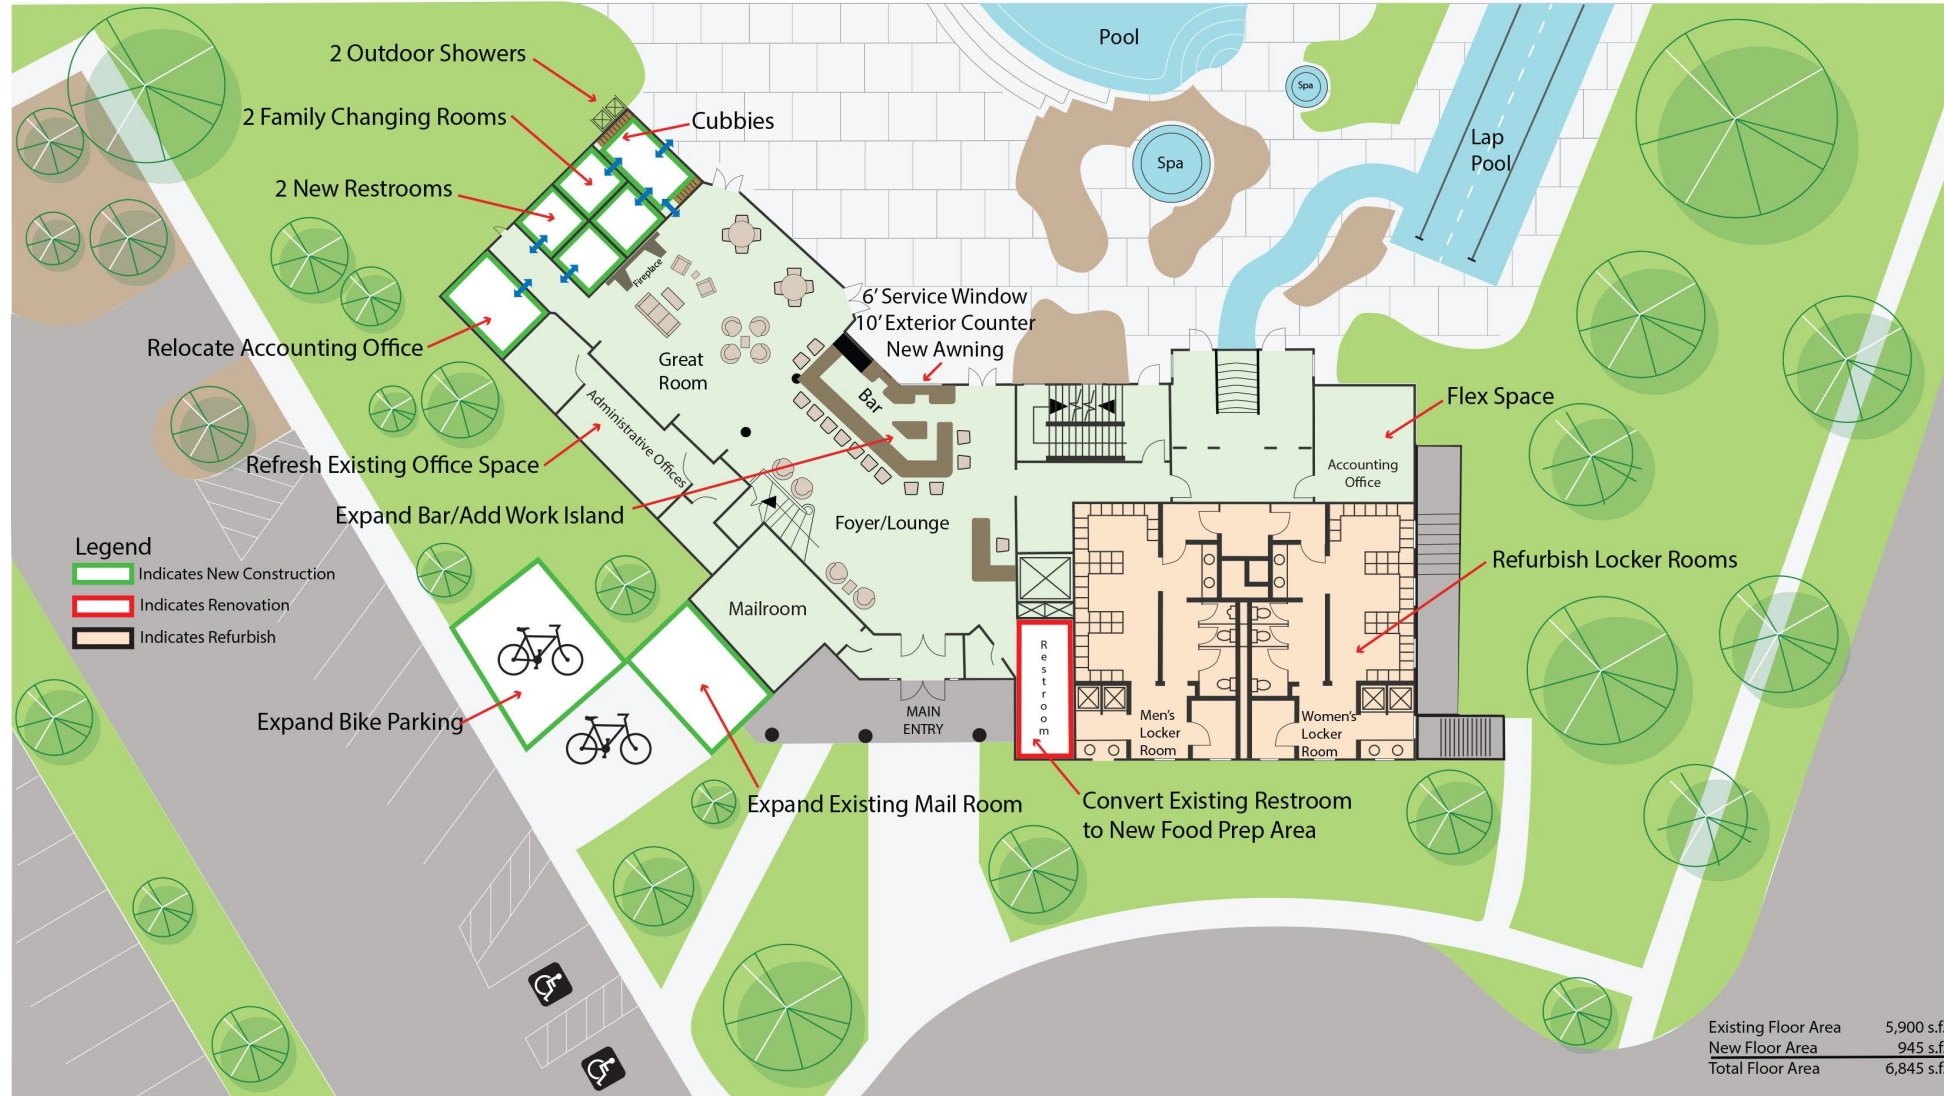 2 Outdoor Showers
2 Family Changing Rooms
2 New Restrooms
Cubbies
Pool
Spa
Spa
Lap
Pool
Fireplace
6' Service Window
10' Exterior Counter
New Awning
Relocate Accounting Office
Great
Room
Bar
Flex Space
Administrative Offices
Refresh Existing Office Space
Accounting
Office
Expand Bar/Add Work Island
Foyer/Lounge
Legend
Indicates New Construction
Indicates Renovation
Indicates Refurbish
Refurbish Locker Rooms
Mailroom
Restroom
Expand Bike Parking
MAIN
ENTRY
Men's
Locker
Room
Women's
Locker
Room
Expand Existing Mail Room
Convert Existing Restroom
to New Food Prep Area
Existing Floor Area 5,900 s.f.
New Floor Area 945 s.f.
Total Floor Area 6,845 s.f.